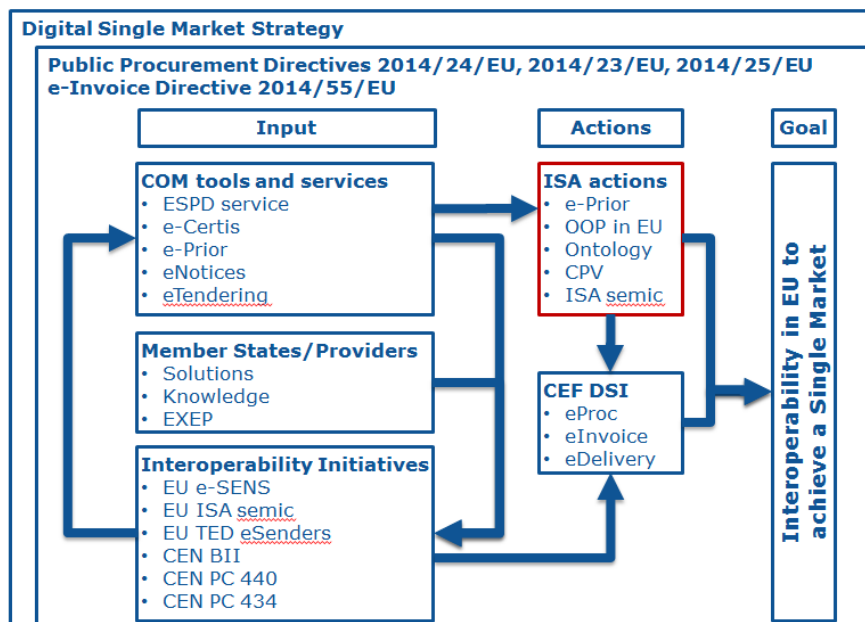 Digital Single Market Strategy
Public Procurement Directives 2014/24/EU, 2014/23/EU, 2014/25/EU
e-Invoice Directive 2014/55/EU
Input
Actions
Goal
COM tools and services
• ESPD service
• e-Certis
• e-Prior
• eNotices
• eTendering
Member States/Providers
• Solutions
• Knowledge
• EXEP
Interoperability Initiatives
• EU e-SENS
• EU ISA semic
• EU TED eSenders
• CEN BII
• CEN PC 440
• CEN PC 434
ISA actions
• e-Prior
• OOP in EU
• Ontology
• CPV
• ISA semic
CEF DSI
• eProc
• eInvoice
• eDelivery
Interoperability in EU to
achieve a Single Market